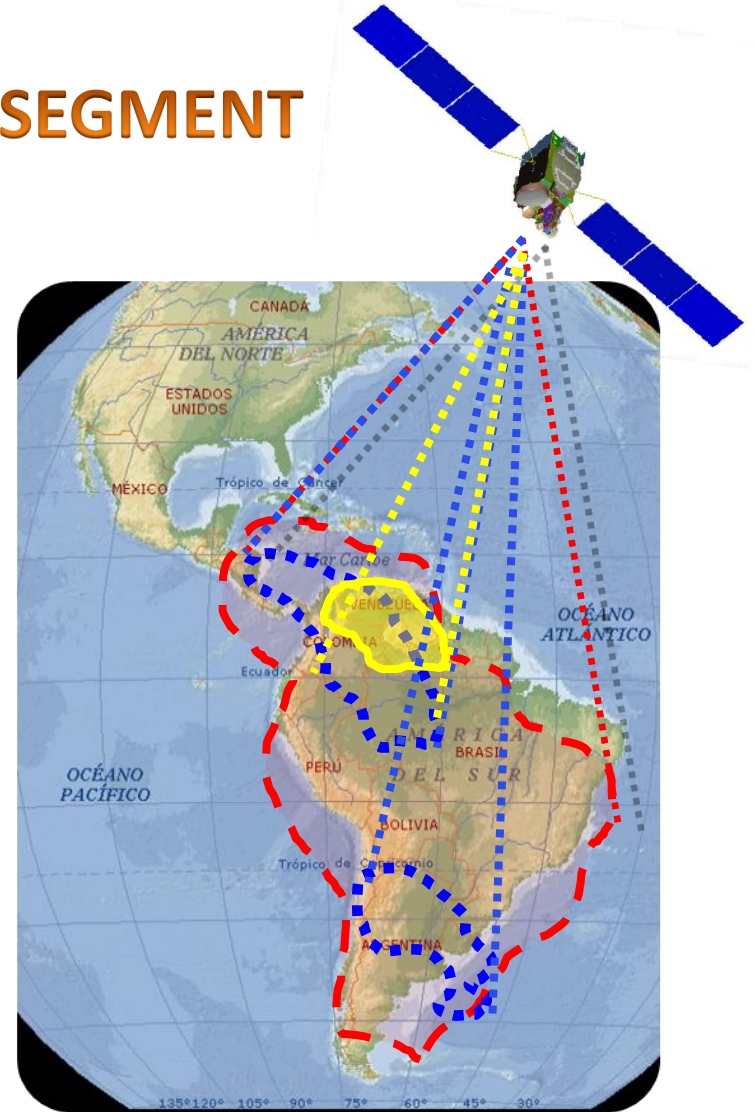 SEGMENT
CANADA
AMÉRICA
DEL NORTE
ESTADOS
UNIDOS
MÉXICO
Trópico de Cáncer
Mar Caribe
VENEZUEL
OCÉANO
ATLÁNTICO
COLOMBIA
Ecuador
AMÉRICA
BRASIL
OCÉANO
PACÍFICO
PERÚ
DEL SUR
BOLIVIA
Trópico de Capricornio
ARGENTINA
135° 120° 105° 90° 75° 60° 45° 30°